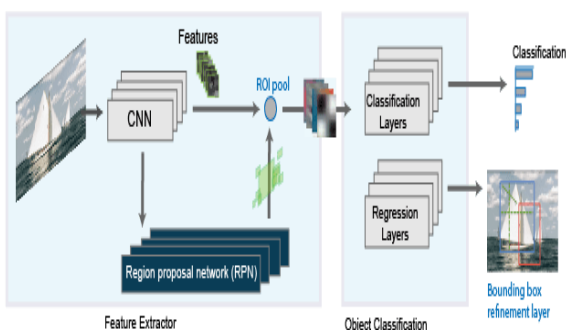 Features
Classification
ROI pool
CNN
Classification
Layers
Region proposal network (RPN)
Regression
Layers
Bounding box
refinement layer
Feature Extractor
Object Classification